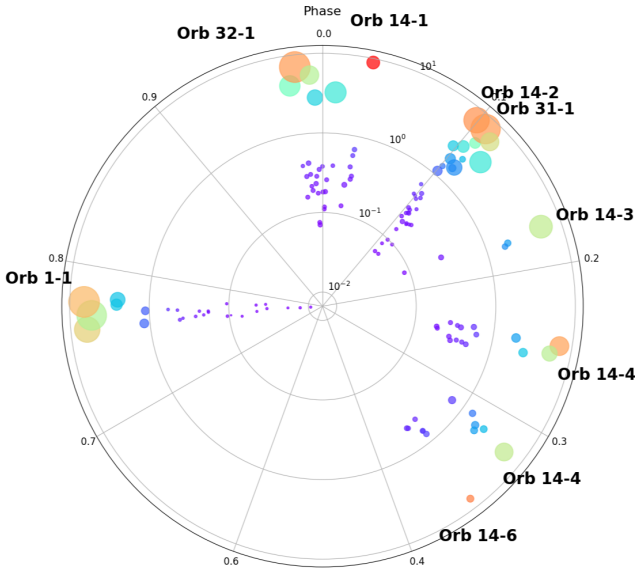 Phase
Orb 14-1
Orb 32-1
0.0
10¹
Orb 14-2
0.1
Orb 31-1
0.9
10⁰
10⁻¹
Orb 14-3
0.8
0.2
Orb 1-1
10⁻²
Orb 14-4
0.7
0.3
Orb 14-4
Orb 14-6
0.6
0.4